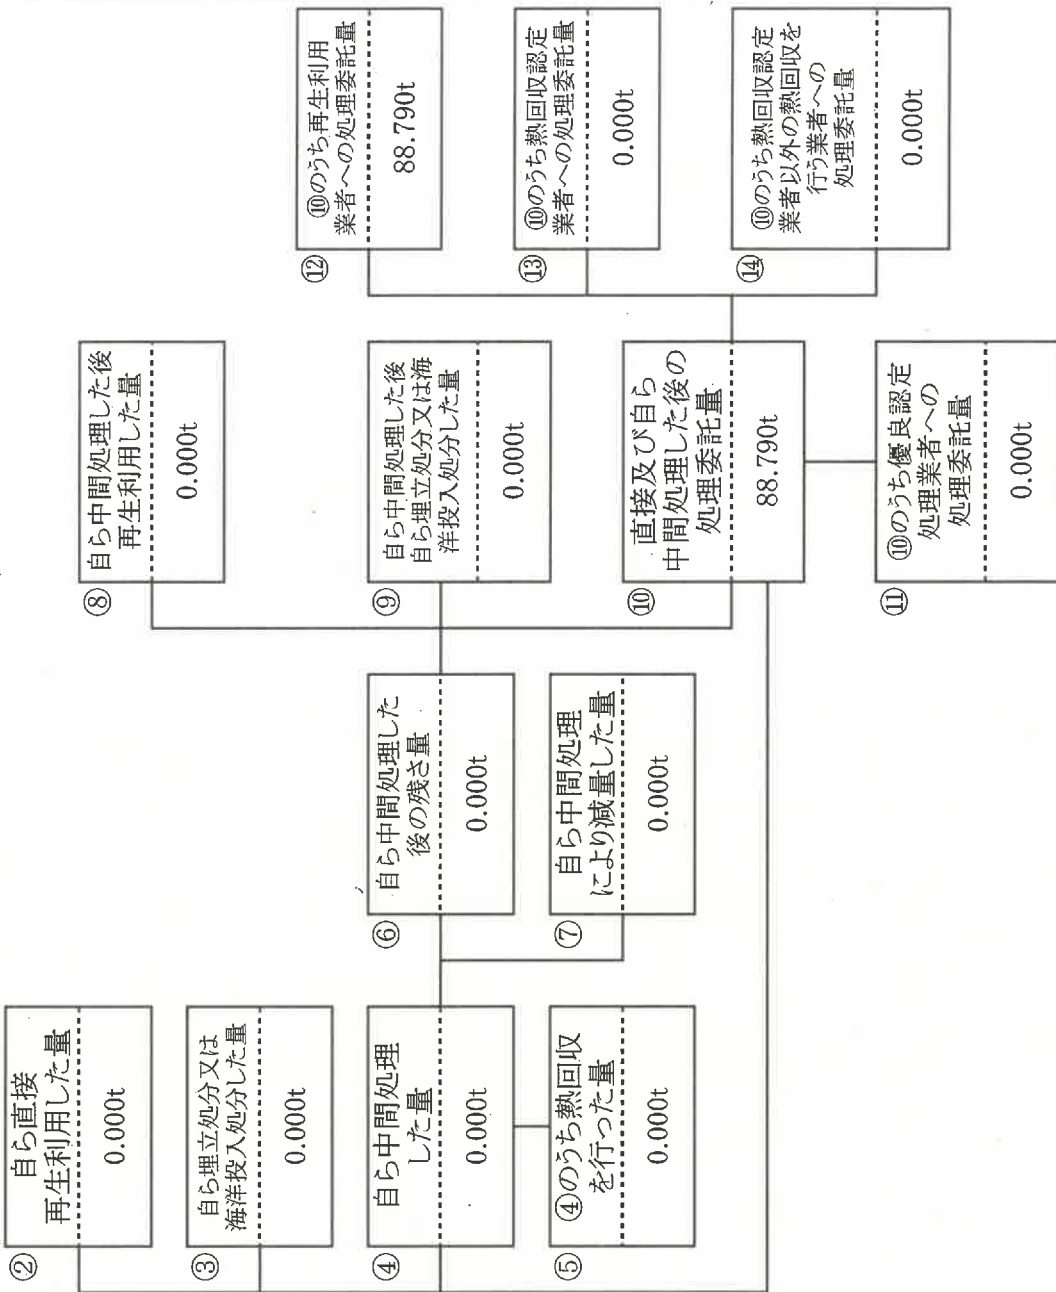 ②
自ら直接
再生利用した量
0.000t
③
自ら埋立処分又は
海洋投入処分した量
0.000t
④
自ら中間処理
した量
0.000t
⑤
④のうち熱回収
を行った量
0.000t
⑥
自ら中間処理した
後の残さ量
0.000t
⑦
自ら中間処理
により減量した量
0.000t
⑧
自ら中間処理した後
再生利用した量
0.000t
⑨
自ら中間処理した後
自ら埋立処分又は海
洋投入処分した量
0.000t
⑩
直接及び自ら
中間処理した後の
処理委託量
88.790t
⑪
⑩のうち優良認定
処理業者への
処理委託量
0.000t
⑫
⑩のうち再生利用
業者への処理委託量
88.790t
⑬
⑩のうち熱回収認定
業者への処理委託量
0.000t
⑭
⑩のうち熱回収認定
業者以外の熱回収を
行う業者への
処理委託量
0.000t